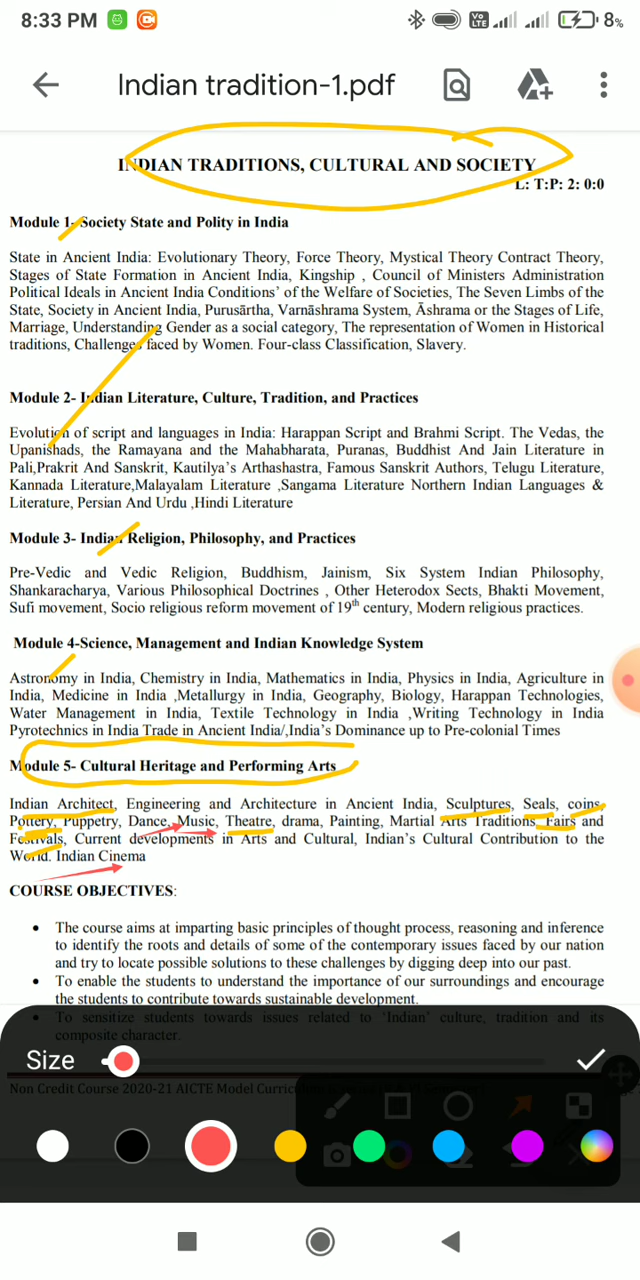 8:33 PM
Vo LTE
8%
Indian tradition-1.pdf
INDIAN TRADITIONS, CULTURAL AND SOCIETY
L: T:P: 2: 0:0
Module 1- Society State and Polity in India
State in Ancient India: Evolutionary Theory, Force Theory, Mystical Theory Contract Theory,
Stages of State Formation in Ancient India, Kingship , Council of Ministers Administration
Political Ideals in Ancient India Conditions’ of the Welfare of Societies, The Seven Limbs of the
State, Society in Ancient India, Purusārtha, Varnāshrama System, Āshrama or the Stages of Life,
Marriage, Understanding Gender as a social category, The representation of Women in Historical
traditions, Challenges faced by Women. Four-class Classification, Slavery.
Module 2- Indian Literature, Culture, Tradition, and Practices
Evolution of script and languages in India: Harappan Script and Brahmi Script. The Vedas, the
Upanishads, the Ramayana and the Mahabharata, Puranas, Buddhist And Jain Literature in
Pali,Prakrit And Sanskrit, Kautilya’s Arthashastra, Famous Sanskrit Authors, Telugu Literature,
Kannada Literature,Malayalam Literature ,Sangama Literature Northern Indian Languages &
Literature, Persian And Urdu ,Hindi Literature
Module 3- Indian Religion, Philosophy, and Practices
Pre-Vedic and Vedic Religion, Buddhism, Jainism, Six System Indian Philosophy,
Shankaracharya, Various Philosophical Doctrines , Other Heterodox Sects, Bhakti Movement,
Sufi movement, Socio religious reform movement of 19th century, Modern religious practices.
Module 4-Science, Management and Indian Knowledge System
Astronomy in India, Chemistry in India, Mathematics in India, Physics in India, Agriculture in
India, Medicine in India ,Metallurgy in India, Geography, Biology, Harappan Technologies,
Water Management in India, Textile Technology in India ,Writing Technology in India
Pyrotechnics in India Trade in Ancient India/,India’s Dominance up to Pre-colonial Times
Module 5- Cultural Heritage and Performing Arts
Indian Architect, Engineering and Architecture in Ancient India, Sculptures, Seals, coins,
Pottery, Puppetry, Dance, Music, Theatre, drama, Painting, Martial Arts Traditions, Fairs and
Festivals, Current developments in Arts and Cultural, Indian’s Cultural Contribution to the
World. Indian Cinema
COURSE OBJECTIVES:
• The course aims at imparting basic principles of thought process, reasoning and inference
to identify the roots and details of some of the contemporary issues faced by our nation
and try to locate possible solutions to these challenges by digging deep into our past.
• To enable the students to understand the importance of our surroundings and encourage
the students to contribute towards sustainable development.
• To sensitize students towards issues related to ‘Indian’ culture, tradition and its
composite character.
Size
Non Credit Course 2020-21 AICTE Model